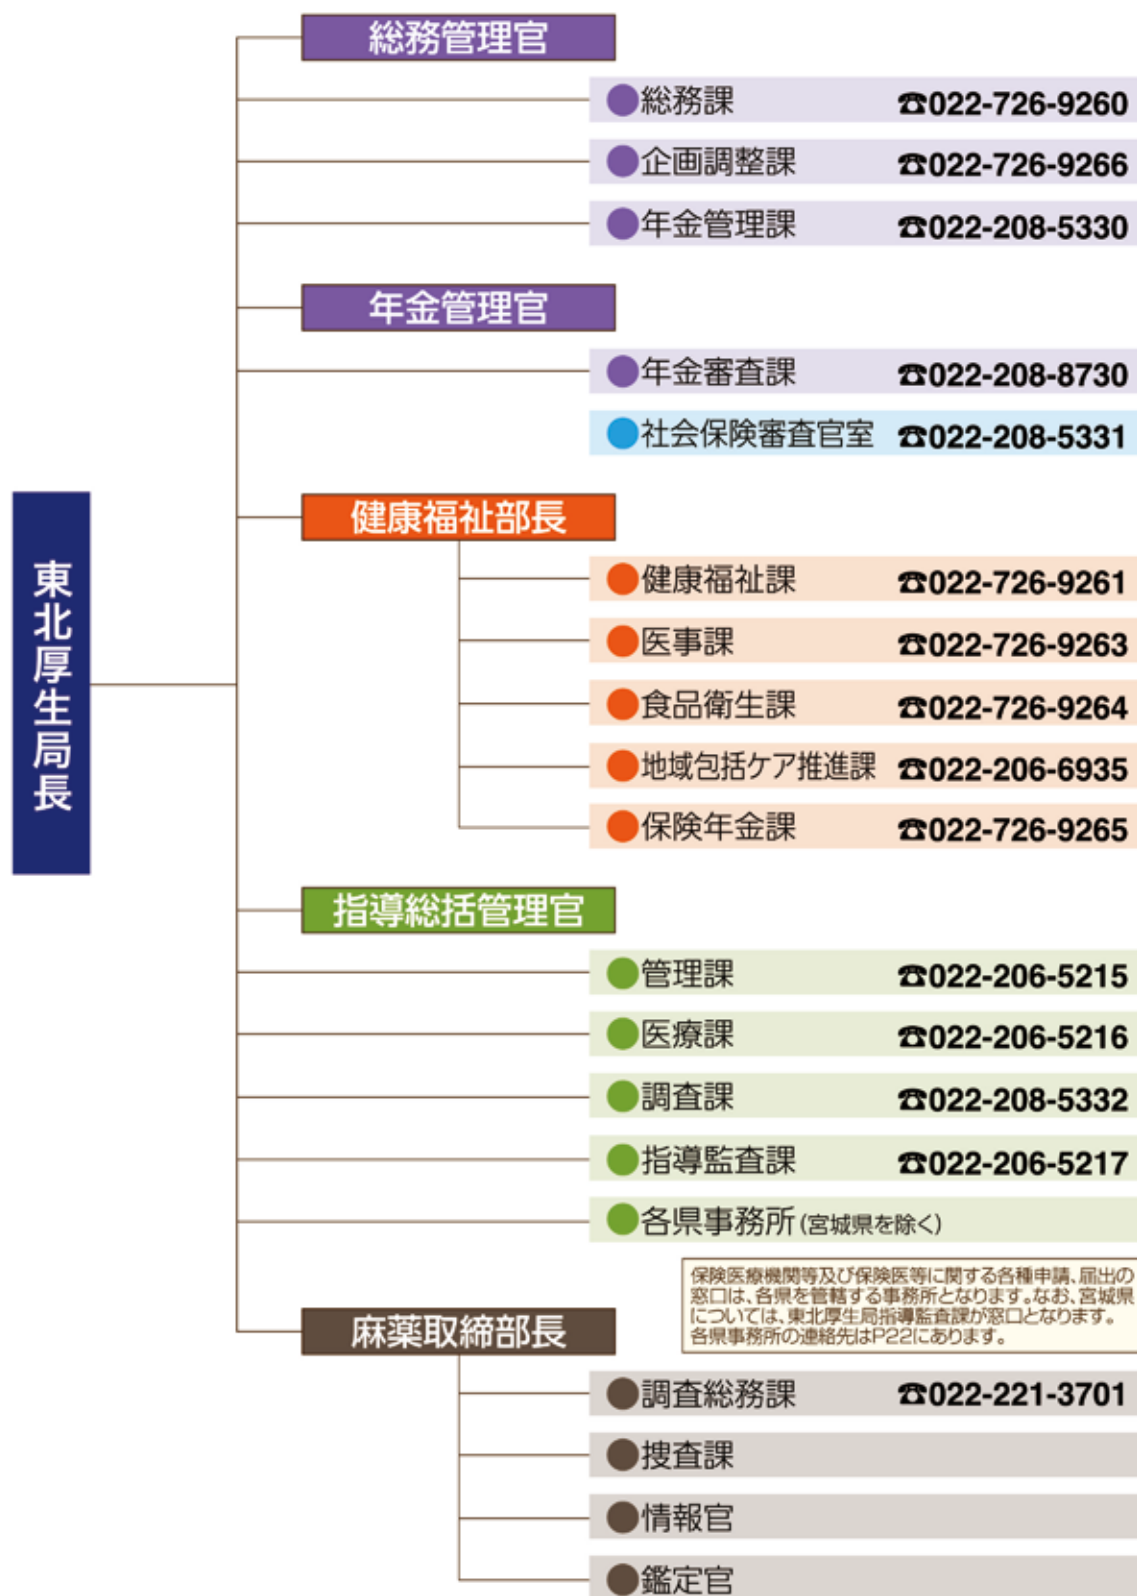 東北厚生局長
総務管理官
●総務課 ☎022-726-9260
●企画調整課 ☎022-726-9266
●年金管理課 ☎022-208-5330
年金管理官
●年金審査課 ☎022-208-8730
●社会保険審査官室 ☎022-208-5331
健康福祉部長
●健康福祉課 ☎022-726-9261
●医事課 ☎022-726-9263
●食品衛生課 ☎022-726-9264
●地域包括ケア推進課 ☎022-206-6935
●保険年金課 ☎022-726-9265
指導総括管理官
●管理課 ☎022-206-5215
●医療課 ☎022-206-5216
●調査課 ☎022-208-5332
●指導監査課 ☎022-206-5217
●各県事務所(宮城県を除く)
保険医療機関等及び保険医等に関する各種申請、届出の
窓口は、各県を管轄する事務所となります。なお、宮城県
については、東北厚生局指導監査課が窓口となります。
各県事務所の連絡先はP22にあります。
麻薬取締部長
●調査総務課 ☎022-221-3701
●捜査課
●情報官
●鑑定官